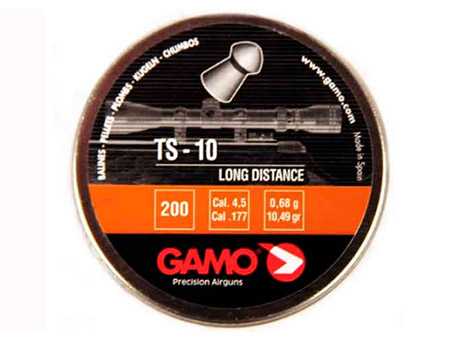 BALINES - PELLETS - PLOMBS - KUGELN - CHUMBOS
www.gamo.com
Made in Spain
TS - 10
LONG DISTANCE
200
Cal. 4,5
Cal .177
0,68 g
10,49 gr
GAMO®
Precision Airguns